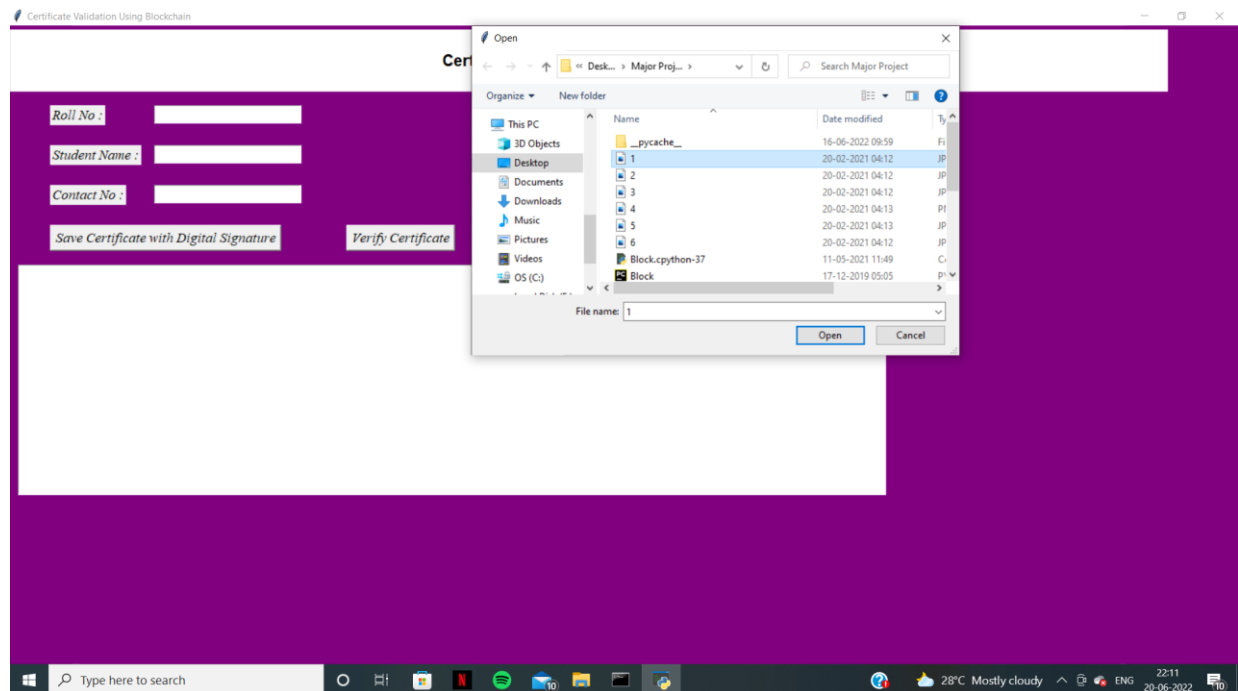 Certificate Validation Using Blockchain
Cert
Roll No :
Student Name :
Contact No :
Save Certificate with Digital Signature
Verify Certificate
Open
« Desk... › Major Proj... ›
Search Major Project
Organize
New folder
This PC
3D Objects
Desktop
Documents
Downloads
Music
Pictures
Videos
OS (C:)
Name Date modified Ty
__pycache__ 16-06-2022 09:59 Fi
1 20-02-2021 04:12 JP
2 20-02-2021 04:12 JP
3 20-02-2021 04:12 JP
4 20-02-2021 04:13
5 20-02-2021 04:13 JP
6 20-02-2021 04:12 JP
Block.cpython-37 11-05-2021 11:49
Block 17-12-2019 05:05
File name: 1
Open Cancel
Type here to search
10
28°C Mostly cloudy
ENG
22:11
20-06-2022
10